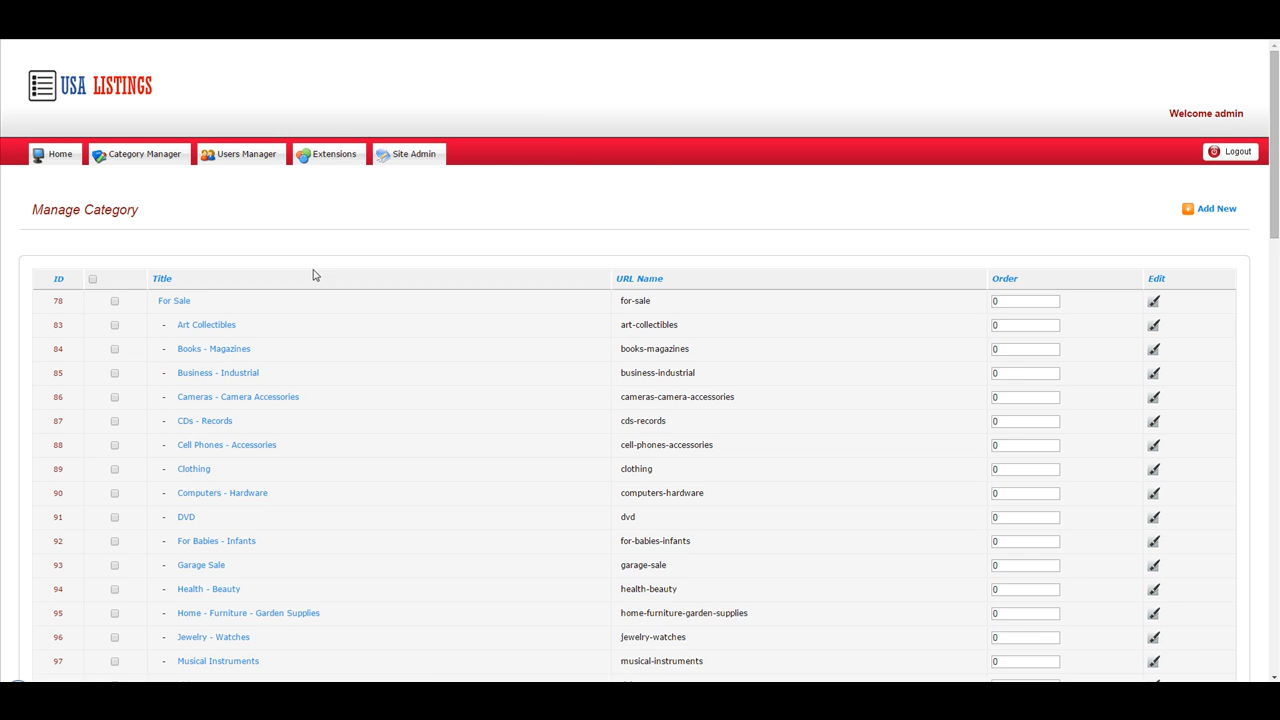 USA LISTINGS
Welcome admin
Home Category Manager Users Manager Extensions Site Admin Logout
Manage Category Add New
ID Title URL Name Order Edit
78 For Sale for-sale 0
83 - Art Collectibles art-collectibles 0
84 - Books - Magazines books-magazines 0
85 - Business - Industrial business-industrial 0
86 - Cameras - Camera Accessories cameras-camera-accessories 0
87 - CDs - Records cds-records 0
88 - Cell Phones - Accessories cell-phones-accessories 0
89 - Clothing clothing 0
90 - Computers - Hardware computers-hardware 0
91 - DVD dvd 0
92 - For Babies - Infants for-babies-infants 0
93 - Garage Sale garage-sale 0
94 - Health - Beauty health-beauty 0
95 - Home - Furniture - Garden Supplies home-furniture-garden-supplies 0
96 - Jewelry - Watches jewelry-watches 0
97 - Musical Instruments musical-instruments 0